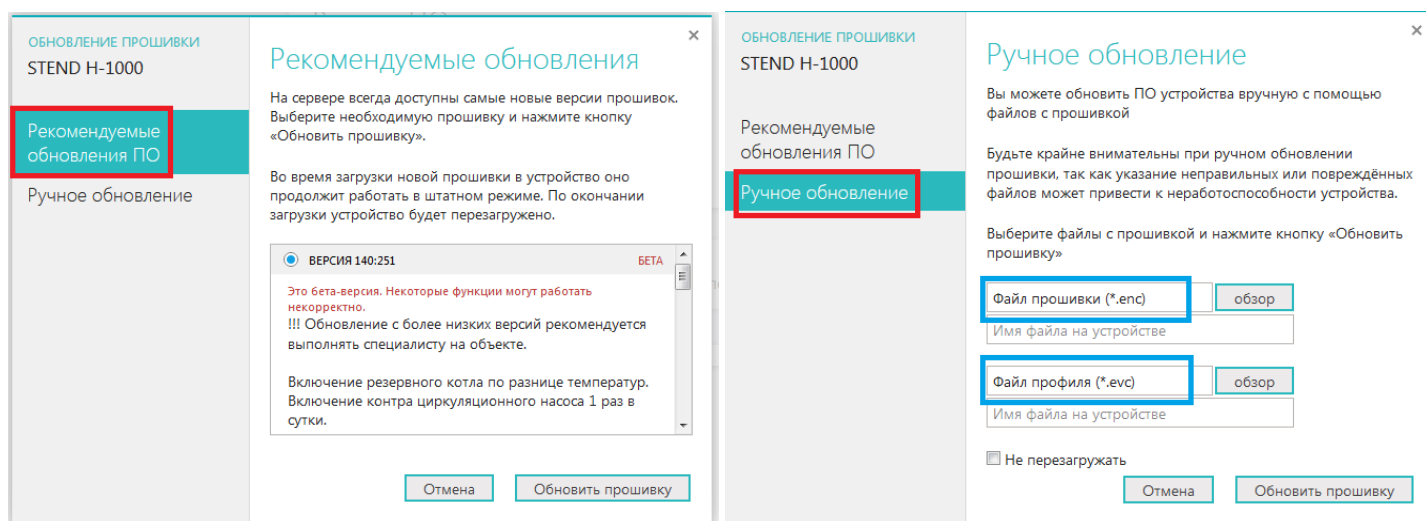 ОБНОВЛЕНИЕ ПРОШИВКИ
STEND H-1000
Рекомендуемые
обновления ПО
Ручное обновление
Рекомендуемые обновления
На сервере всегда доступны самые новые версии прошивок.
Выберите необходимую прошивку и нажмите кнопку
«Обновить прошивку».
Во время загрузки новой прошивки в устройство оно
продолжит работать в штатном режиме. По окончании
загрузки устройство будет перезагружено.
ВЕРСИЯ 140:251 БЕТА
Это бета-версия. Некоторые функции могут работать
некорректно.
!!! Обновление с более низких версий рекомендуется
выполнять специалисту на объекте.
Включение резервного котла по разнице температур.
Включение контра циркуляционного насоса 1 раз в
сутки.
Отмена
Обновить прошивку
ОБНОВЛЕНИЕ ПРОШИВКИ
STEND H-1000
Рекомендуемые
обновления ПО
Ручное обновление
Ручное обновление
Вы можете обновить ПО устройства вручную с помощью
файлов с прошивкой
Будьте крайне внимательны при ручном обновлении
прошивки, так как указание неправильных или повреждённых
файлов может привести к неработоспособности устройства.
Выберите файлы с прошивкой и нажмите кнопку «Обновить
прошивку»
Файл прошивки (*.enc) обзор
Имя файла на устройстве
Файл профиля (*.evc) обзор
Имя файла на устройстве
Не перезагружать
Отмена
Обновить прошивку